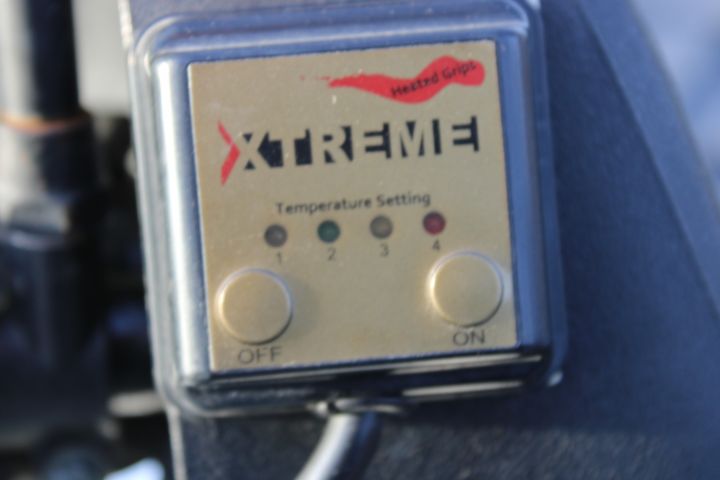 Heated Grips
XTREME
Temperature Setting
1 2 3 4
OFF ON